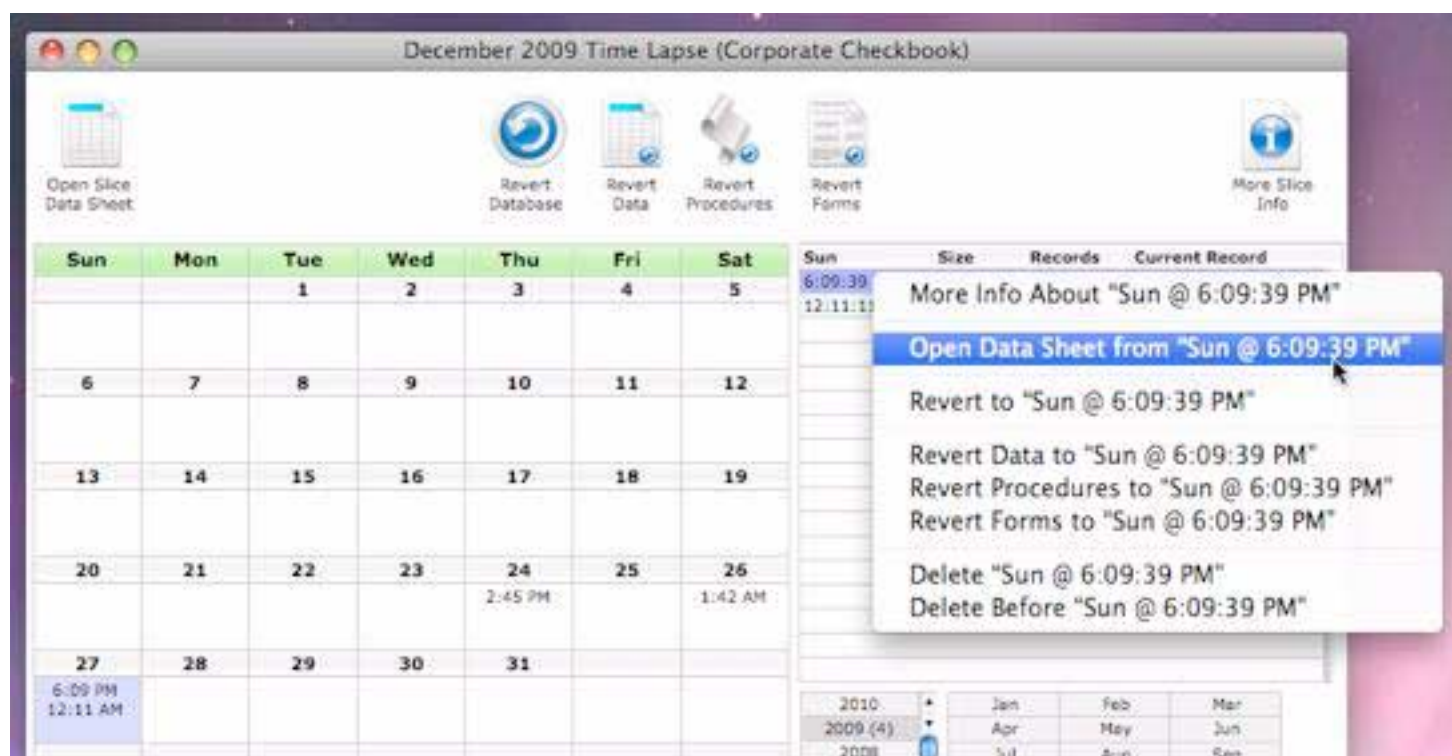 December 2009 Time Lapse (Corporate Checkbook)
Open Slice
Data Sheet
Revert
Database
Revert
Data
Revert
Procedures
Revert
Forms
More Slice
Info
Sun Mon Tue Wed Thu Fri Sat
1 2 3 4 5
6 7 8 9 10 11 12
13 14 15 16 17 18 19
20 21 22 23 24 25 26
2:45 PM 1:42 AM
27 28 29 30 31
6:09 PM
12:11 AM
Sun Size Records Current Record
6:09:39
12:11:11
More Info About "Sun @ 6:09:39 PM"
Open Data Sheet from "Sun @ 6:09:39 PM"
Revert to "Sun @ 6:09:39 PM"
Revert Data to "Sun @ 6:09:39 PM"
Revert Procedures to "Sun @ 6:09:39 PM"
Revert Forms to "Sun @ 6:09:39 PM"
Delete "Sun @ 6:09:39 PM"
Delete Before "Sun @ 6:09:39 PM"
2010 Jan Feb Mar
2009 (4) Apr May Jun
2008 Jul Aug Sep